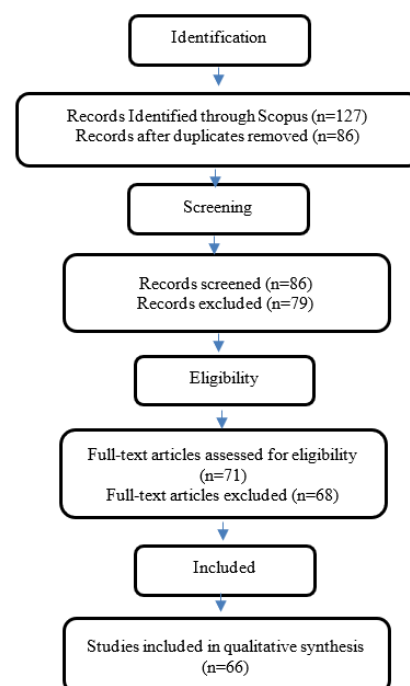 Identification
Records Identified through Scopus (n=127)
Records after duplicates removed (n=86)
Screening
Records screened (n=86)
Records excluded (n=79)
Eligibility
Full-text articles assessed for eligibility
(n=71)
Full-text articles excluded (n=68)
Included
Studies included in qualitative synthesis
(n=66)